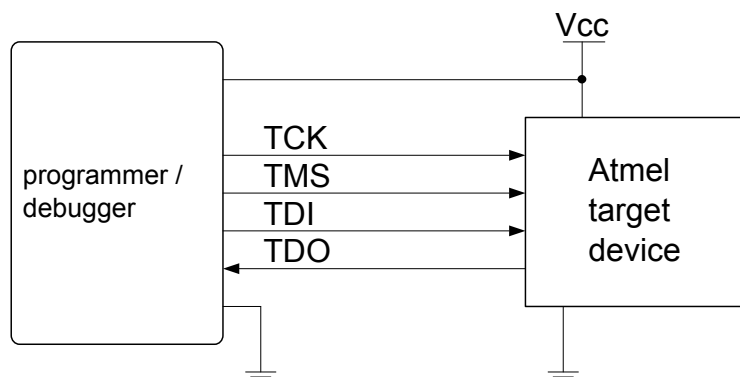 Vcc
TCK
TMS
TDI
TDO
programmer /
debugger
Atmel
target
device